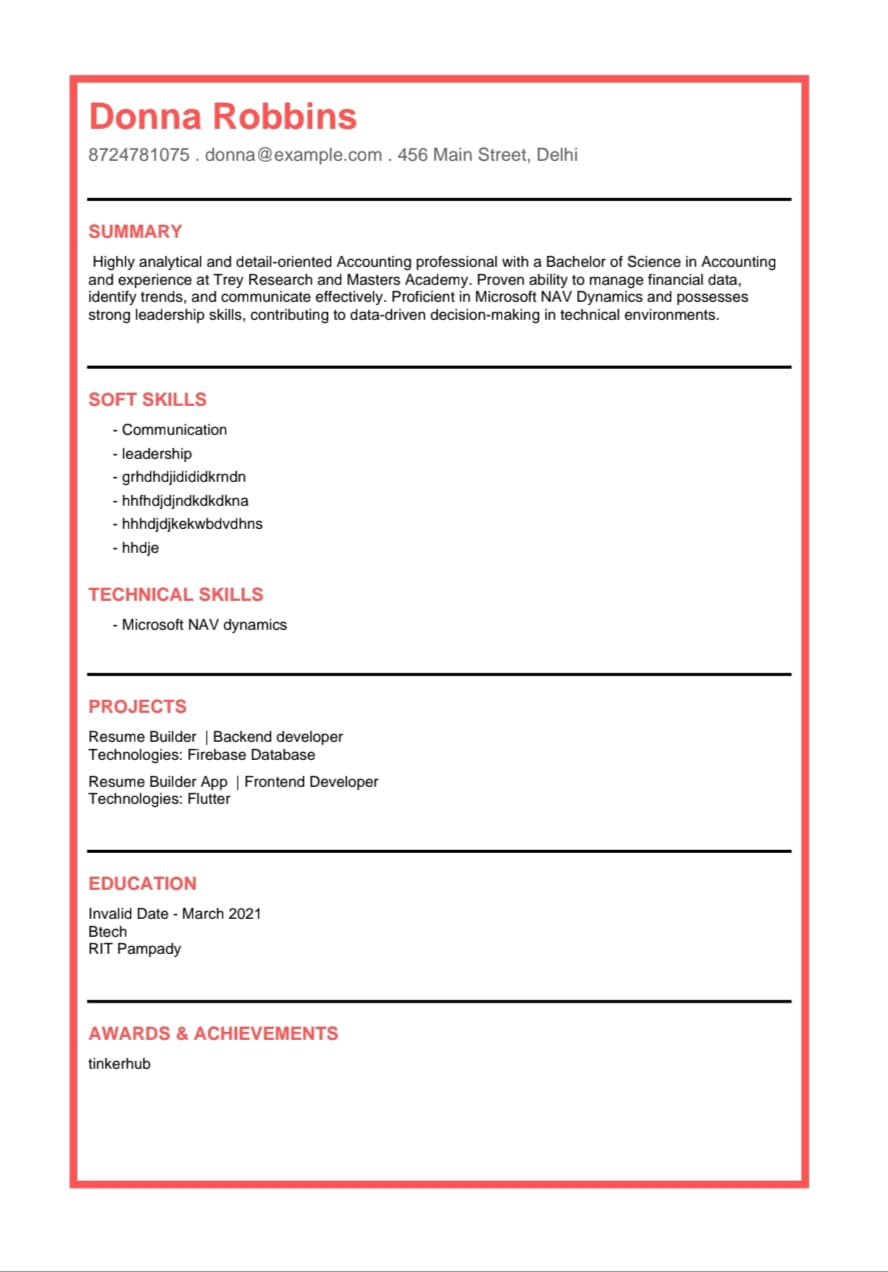 Donna Robbins
8724781075 . donna@example.com . 456 Main Street, Delhi
SUMMARY
Highly analytical and detail-oriented Accounting professional with a Bachelor of Science in Accounting
and experience at Trey Research and Masters Academy. Proven ability to manage financial data,
identify trends, and communicate effectively. Proficient in Microsoft NAV Dynamics and possesses
strong leadership skills, contributing to data-driven decision-making in technical environments.
SOFT SKILLS
- Communication
- leadership
- grhdhdjidididkrndn
- hhfhdjdjndkdkdkna
- hhhdjdjkekwbdvdhns
- hhdje
TECHNICAL SKILLS
- Microsoft NAV dynamics
PROJECTS
Resume Builder | Backend developer
Technologies: Firebase Database
Resume Builder App | Frontend Developer
Technologies: Flutter
EDUCATION
Invalid Date - March 2021
Btech
RIT Pampady
AWARDS & ACHIEVEMENTS
tinkerhub